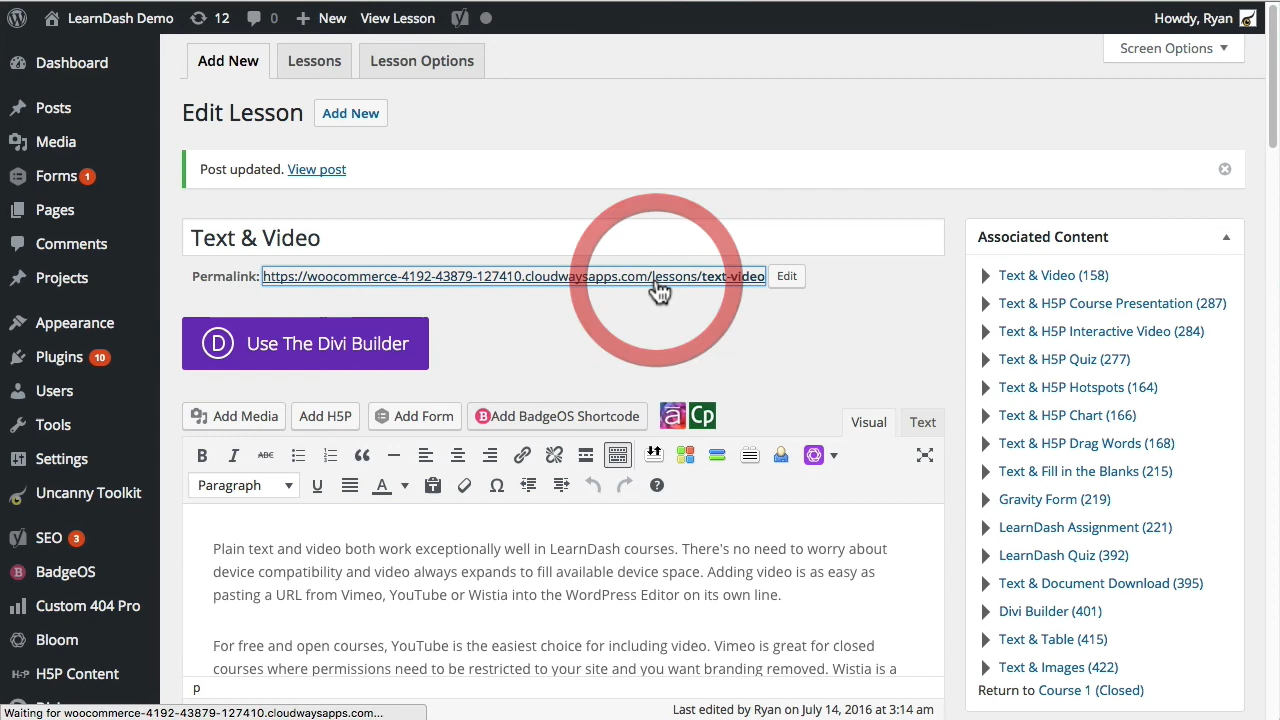 LearnDash Demo 12 0 New View Lesson Howdy, Ryan
Dashboard
Posts
Media
Forms 1
Pages
Comments
Projects
Appearance
Plugins 10
Users
Tools
Settings
Uncanny Toolkit
SEO 3
BadgeOS
Custom 404 Pro
Bloom
H5P Content
Add New Lessons Lesson Options
Screen Options
Edit Lesson Add New
Post updated. View post
Text & Video
Permalink: https://woocommerce-4192-43879-127410.cloudwaysapps.com/lessons/text-video Edit
D Use The Divi Builder
Add Media Add H5P Add Form Add BadgeOS Shortcode Cp
Visual Text
B I ABC
Paragraph U A Ω ?
Plain text and video both work exceptionally well in LearnDash courses. There's no need to worry about
device compatibility and video always expands to fill available device space. Adding video is as easy as
pasting a URL from Vimeo, YouTube or Wistia into the WordPress Editor on its own line.
For free and open courses, YouTube is the easiest choice for including video. Vimeo is great for closed
courses where permissions need to be restricted to your site and you want branding removed. Wistia is a
p
Last edited by Ryan on July 14, 2016 at 3:14 am
Associated Content
Text & Video (158)
Text & H5P Course Presentation (287)
Text & H5P Interactive Video (284)
Text & H5P Quiz (277)
Text & H5P Hotspots (164)
Text & H5P Chart (166)
Text & H5P Drag Words (168)
Text & Fill in the Blanks (215)
Gravity Form (219)
LearnDash Assignment (221)
LearnDash Quiz (392)
Text & Document Download (395)
Divi Builder (401)
Text & Table (415)
Text & Images (422)
Return to Course 1 (Closed)
Waiting for woocommerce-4192-43879-127410.cloudwaysapps.com...